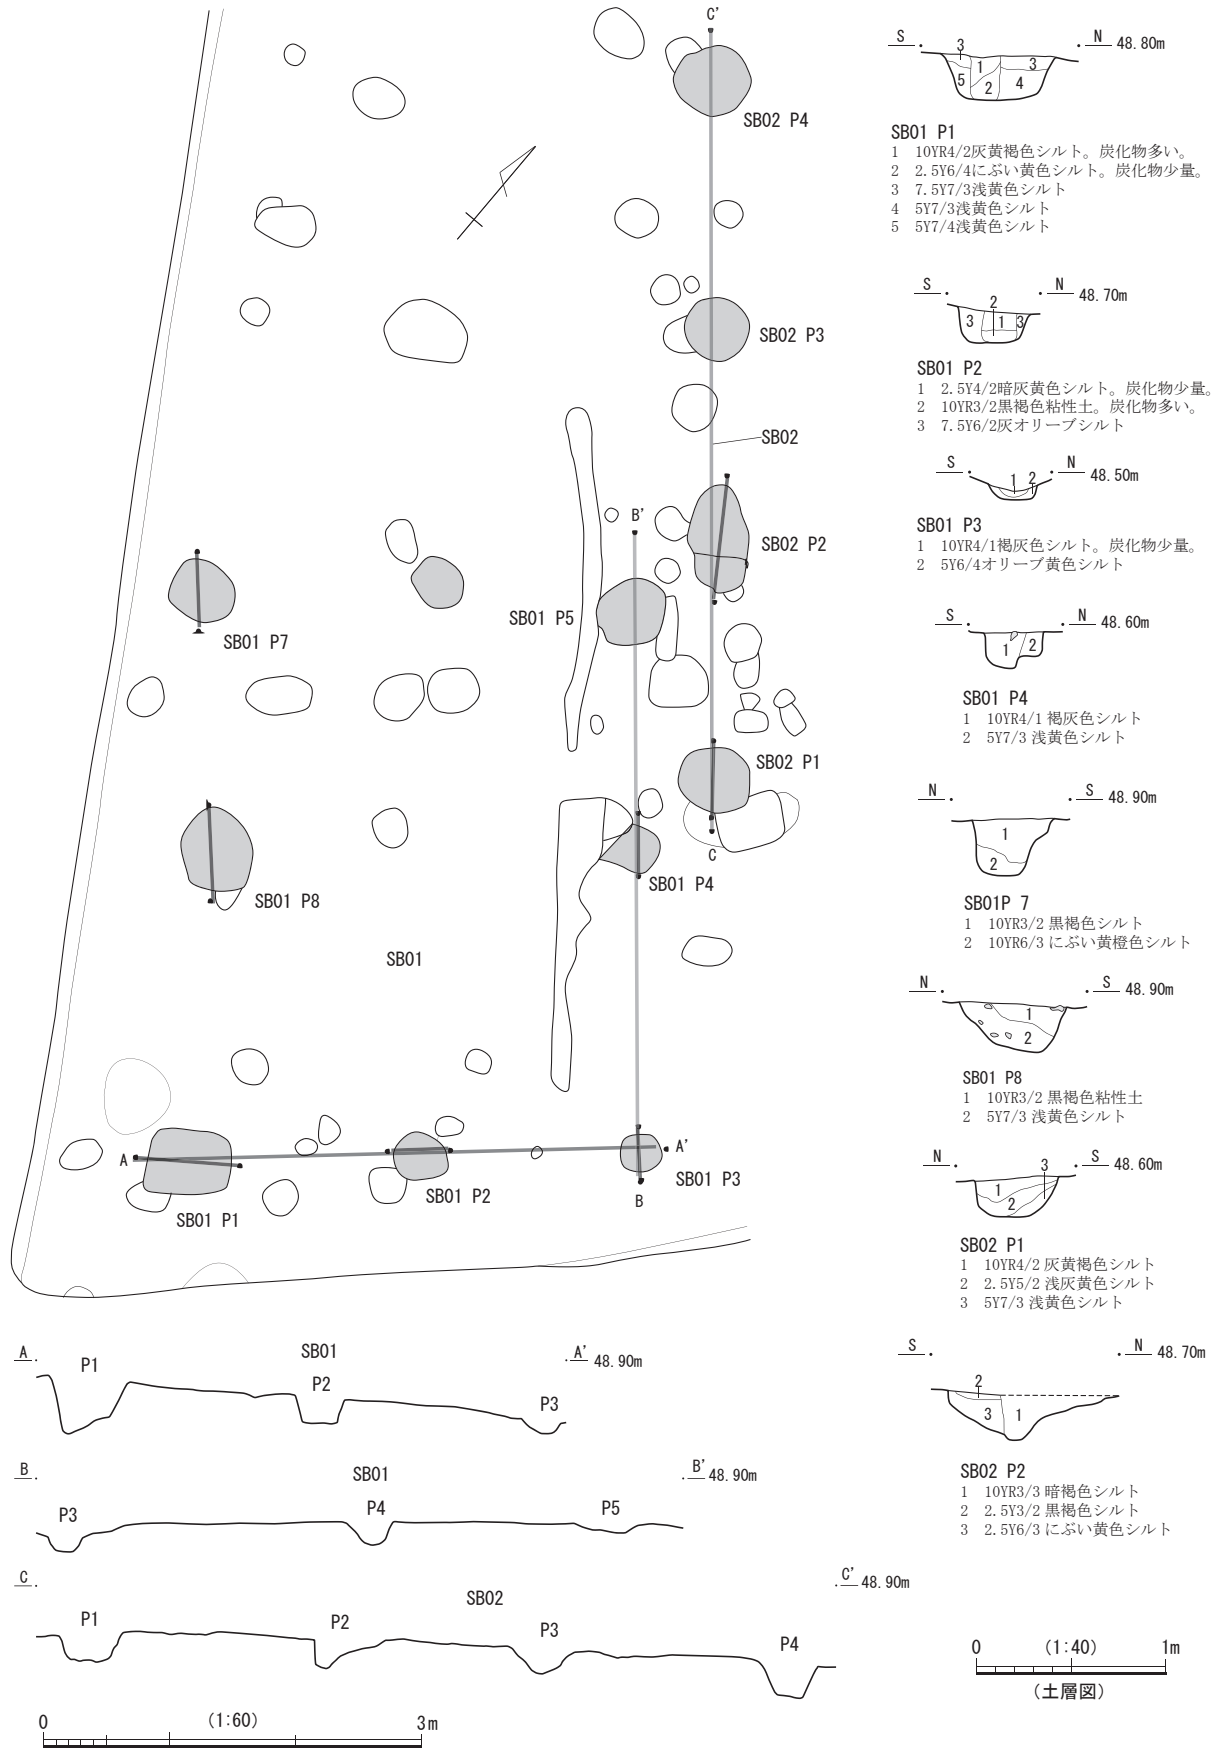 C'
SB02 P4
SB02 P3
SB02
B'
SB02 P2
SB01 P5
SB01 P7
SB02 P1
C
SB01 P4
SB01 P8
SB01
A
A'
SB01 P3
SB01 P2
B
SB01 P1
S
N 48.80m
3
1
3
5
2
4
SB01 P1
1 10YR4/2灰黄褐色シルト。炭化物多い。
2 2.5Y6/4にぶい黄色シルト。炭化物少量。
3 7.5Y7/3浅黄色シルト
4 5Y7/3浅黄色シルト
5 5Y7/4浅黄色シルト
S
N 48.70m
2
3
1
3
SB01 P2
1 2.5Y4/2暗灰黄色シルト。炭化物少量。
2 10YR3/2黒褐色粘性土。炭化物多い。
3 7.5Y6/2灰オリーブシルト
S
N 48.50m
1 2
SB01 P3
1 10YR4/1褐灰色シルト。炭化物少量。
2 5Y6/4オリーブ黄色シルト
S
N 48.60m
1
2
SB01 P4
1 10YR4/1 褐灰色シルト
2 5Y7/3 浅黄色シルト
N
S 48.90m
1
2
SB01P 7
1 10YR3/2 黒褐色シルト
2 10YR6/3 にぶい黄橙色シルト
N
S 48.90m
1
2
SB01 P8
1 10YR3/2 黒褐色粘性土
2 5Y7/3 浅黄色シルト
N
S 48.60m
3
1
2
SB02 P1
1 10YR4/2 灰黄褐色シルト
2 2.5Y5/2 浅灰黄色シルト
3 5Y7/3 浅黄色シルト
S
N 48.70m
2
3
1
SB02 P2
1 10YR3/3 暗褐色シルト
2 2.5Y3/2 黒褐色シルト
3 2.5Y6/3 にぶい黄色シルト
A
SB01
A' 48.90m
P1
P2
P3
B
SB01
B' 48.90m
P3
P4
P5
C
SB02
C' 48.90m
P1
P2
P3
P4
0 (1:60) 3m
0 (1:40) 1m
(土層図)